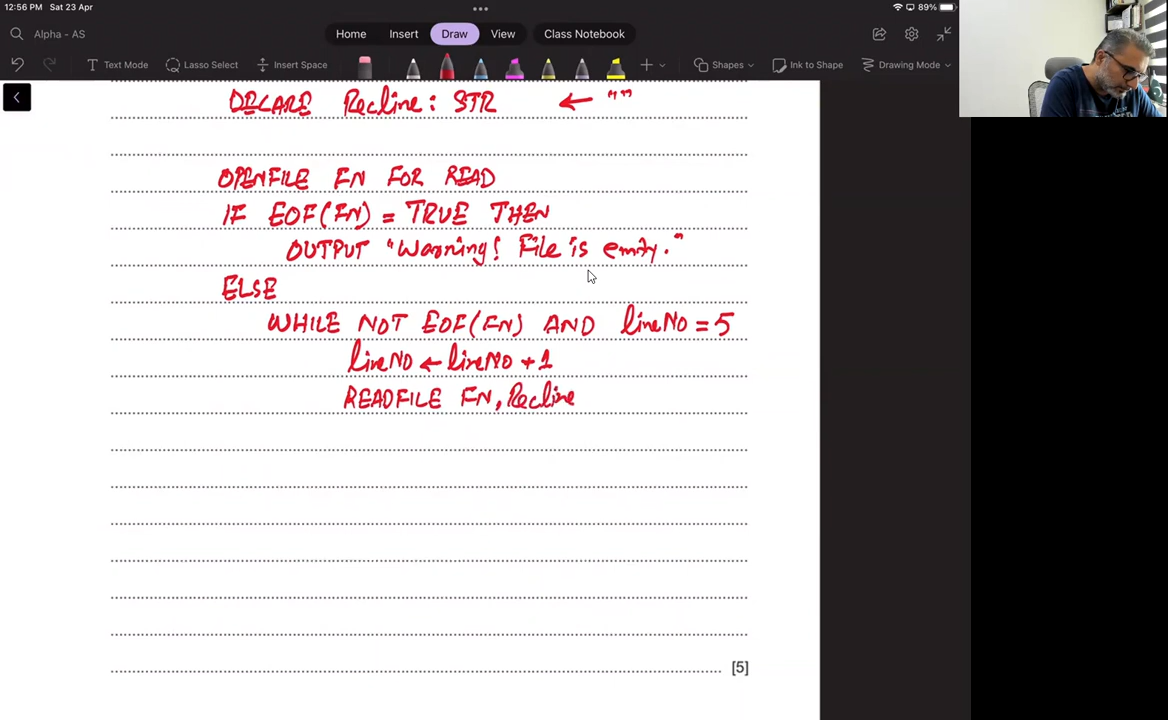 12:56 PM Sat 23 Apr
89%
Alpha - AS
Home Insert Draw View Class Notebook
Text Mode Lasso Select Insert Space Shapes Ink to Shape Drawing Mode
DECARE Recline: STR ← ""
OPENFILE FN FOR READ
IF EOF(FN) = TRUE THEN
OUTPUT "Warning! File is emty."
ELSE
WHILE NOT EOF(FN) AND lineNo = 5
lineNo ← lineNo + 1
READFILE FN, Recline
[5]